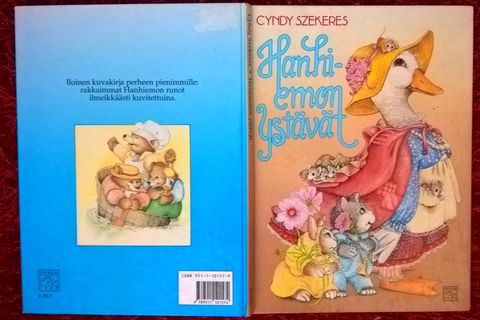 Iloinen kuvakirja perheen pienimmille:
rakkaimmat Hanhiemon runot
ilmeikkäästi kuvitettuina.
CYNDY SZEKERES
Hanhi-
emon
Ystävät